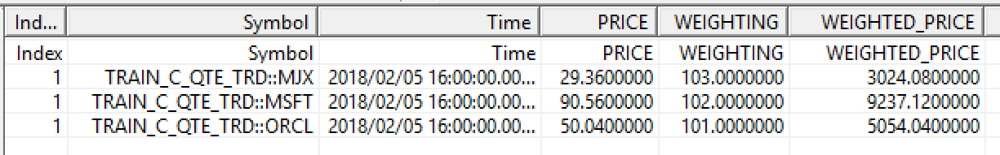 Ind... Symbol Time PRICE WEIGHTING WEIGHTED_PRICE
Index Symbol Time PRICE WEIGHTING WEIGHTED_PRICE
1 TRAIN_C_QTE_TRD::MJX 2018/02/05 16:00:00.00... 29.3600000 103.0000000 3024.0800000
1 TRAIN_C_QTE_TRD::MSFT 2018/02/05 16:00:00.00... 90.5600000 102.0000000 9237.1200000
1 TRAIN_C_QTE_TRD::ORCL 2018/02/05 16:00:00.00... 50.0400000 101.0000000 5054.0400000